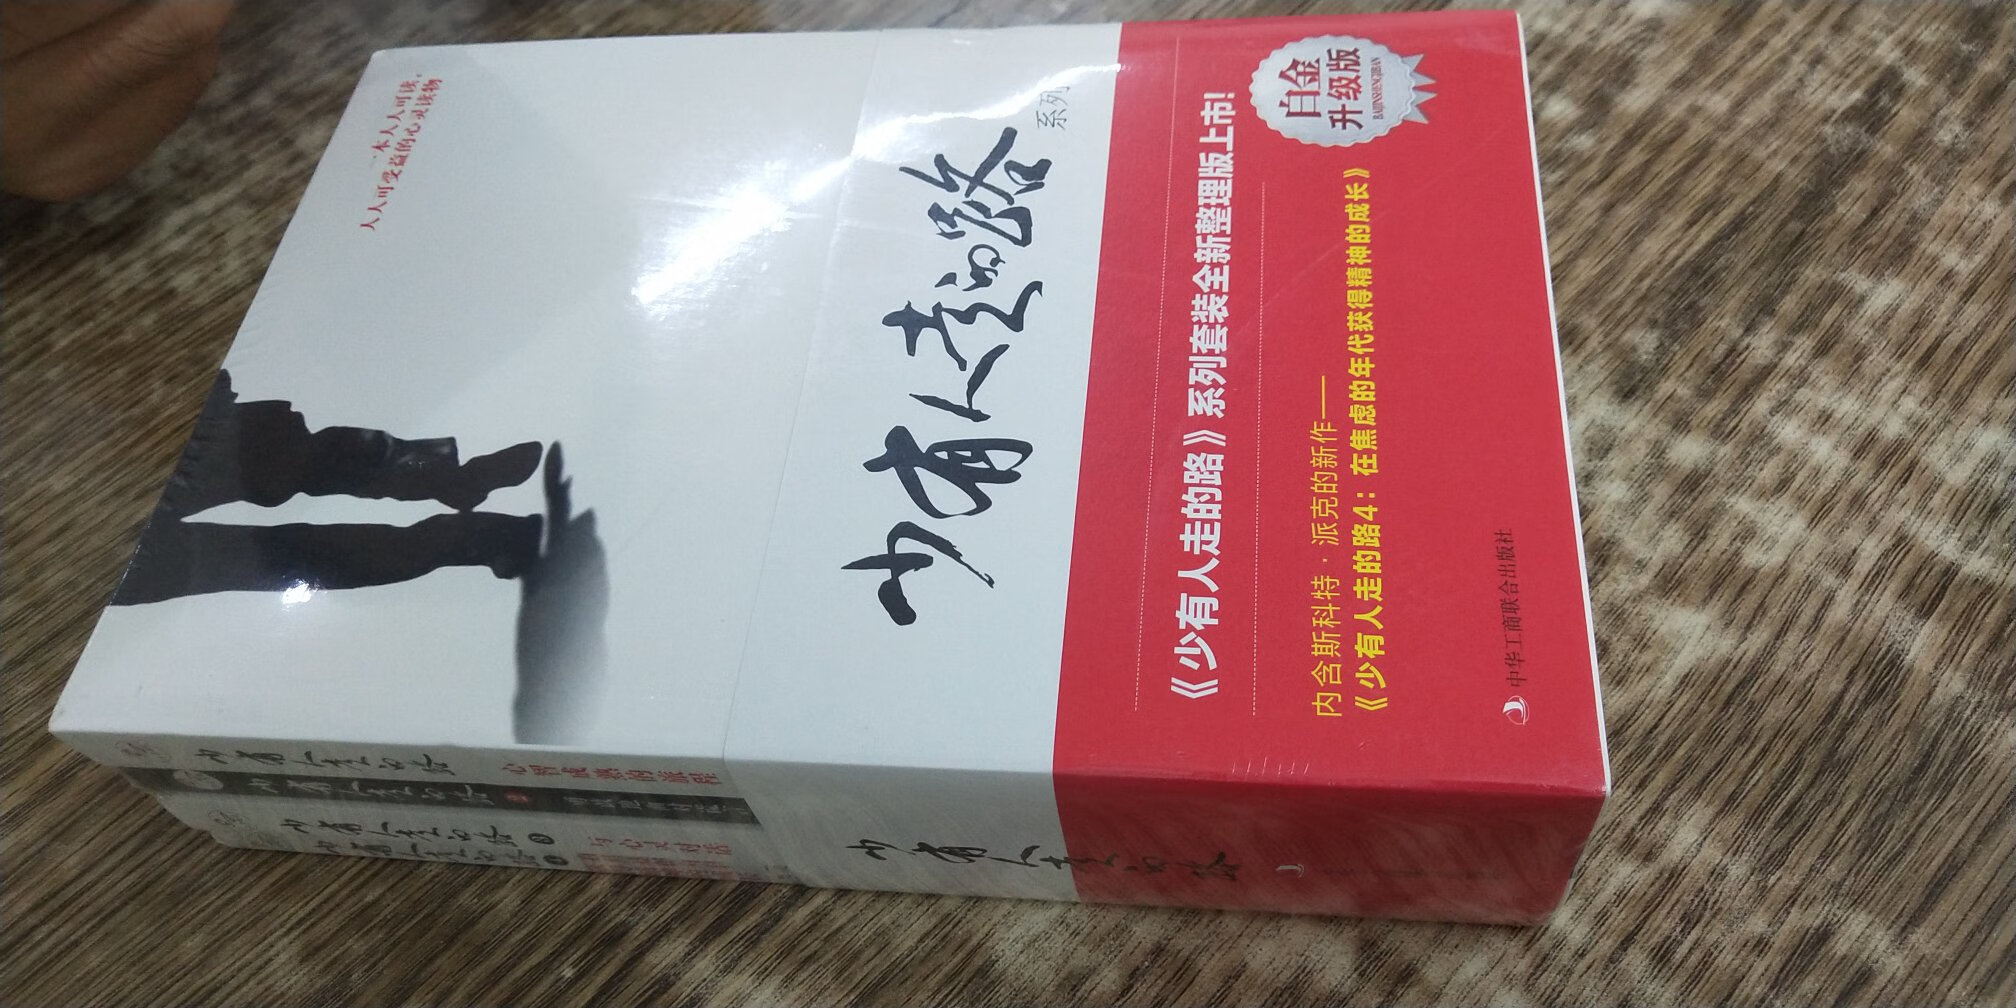 一本人人可读，
人人可受益的心灵读物
少有人走的路
系列
白金
升级版
BAIJINSHENGJIBAN
《少有人走的路》系列套装全新整理版上市！
内含斯科特·派克的新作——
《少有人走的路4：在焦虑的年代获得精神的成长》
中华工商联合出版社
少有人走的路 心智成熟的旅程
少有人走的路 2
少有人走的路 3 与心灵对话
少有人走的路 4
少有人走的路